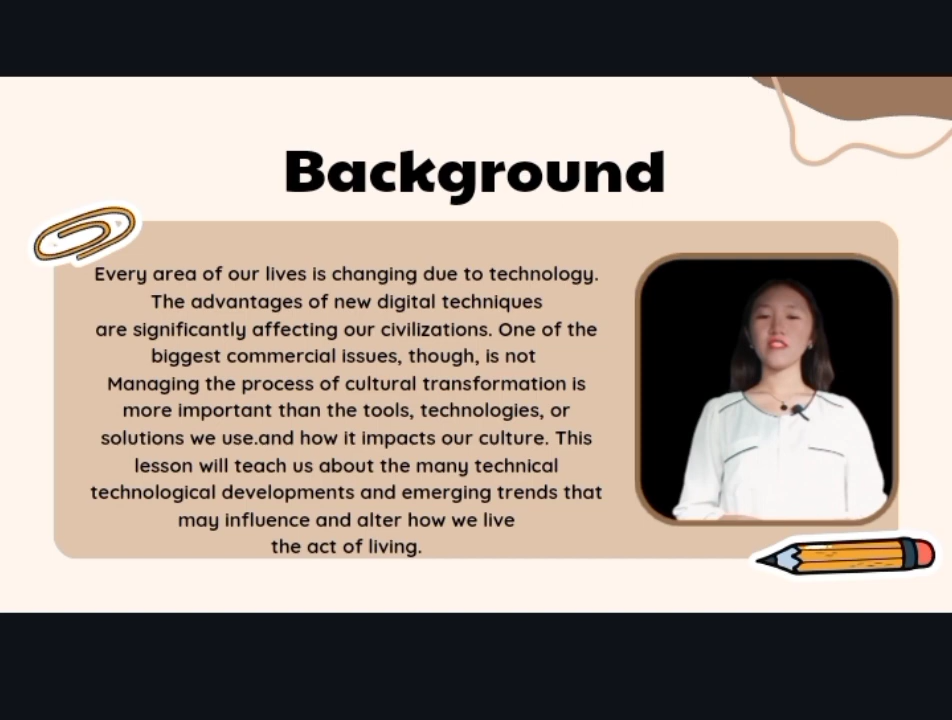 Background
Every area of our lives is changing due to technology.
The advantages of new digital techniques
are significantly affecting our civilizations. One of the
biggest commercial issues, though, is not
Managing the process of cultural transformation is
more important than the tools, technologies, or
solutions we use.and how it impacts our culture. This
lesson will teach us about the many technical
technological developments and emerging trends that
may influence and alter how we live
the act of living.